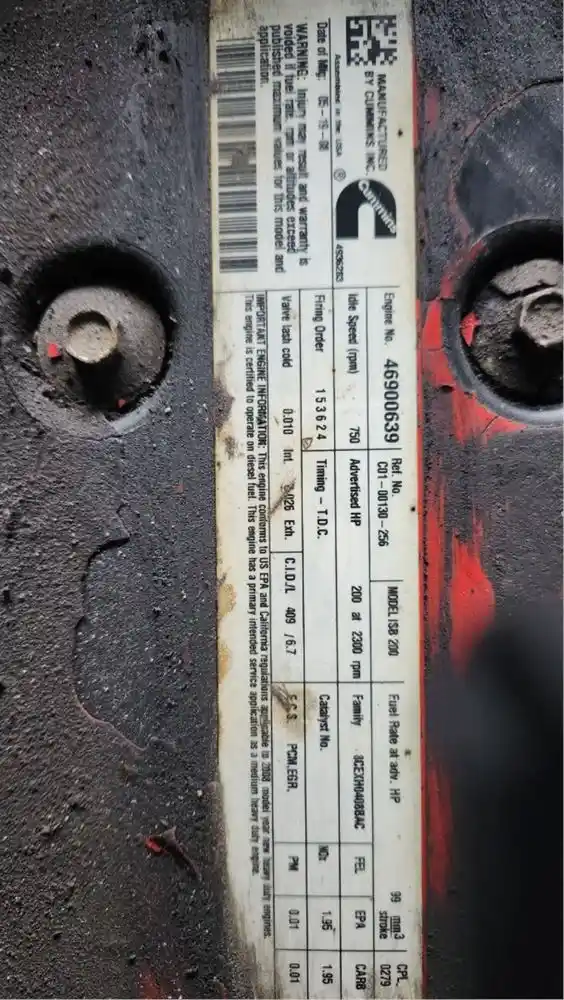 MANUFACTURED
BY CUMMINS INC.
Assembled in the USA
Cummins
®
4936283
Date of Mfg. 05-19-08
WARNING: Injury may result and warranty is
voided if fuel rate, rpm or altitudes exceed
published maximum values for this model and
application.
Engine No. 46900639
Ref. No.
C01-00130-256
MODEL ISB 200
Fuel Rate at adv. HP 99 mm3
stroke
CPL
0279
Idle Speed (rpm) 750
Advertised HP 200 at 2300 rpm
Family
FEL
EPA
CARB
Firing Order 153624
Timing - T.D.C.
Catalyst No.
NOx
1.95
1.95
Valve lash cold 0.010 Int. Exh.
C.I.D./L 409 /6.7
E.C.S. PCM,EGR,
PM
0.01
0.01
IMPORTANT ENGINE INFORMATION: This engine conforms to US EPA and California regulations applicable to 2008 model year new heavy duty engines.
This engine is certified to operate on diesel fuel. This engine has a primary intended service application as a medium heavy duty engine.